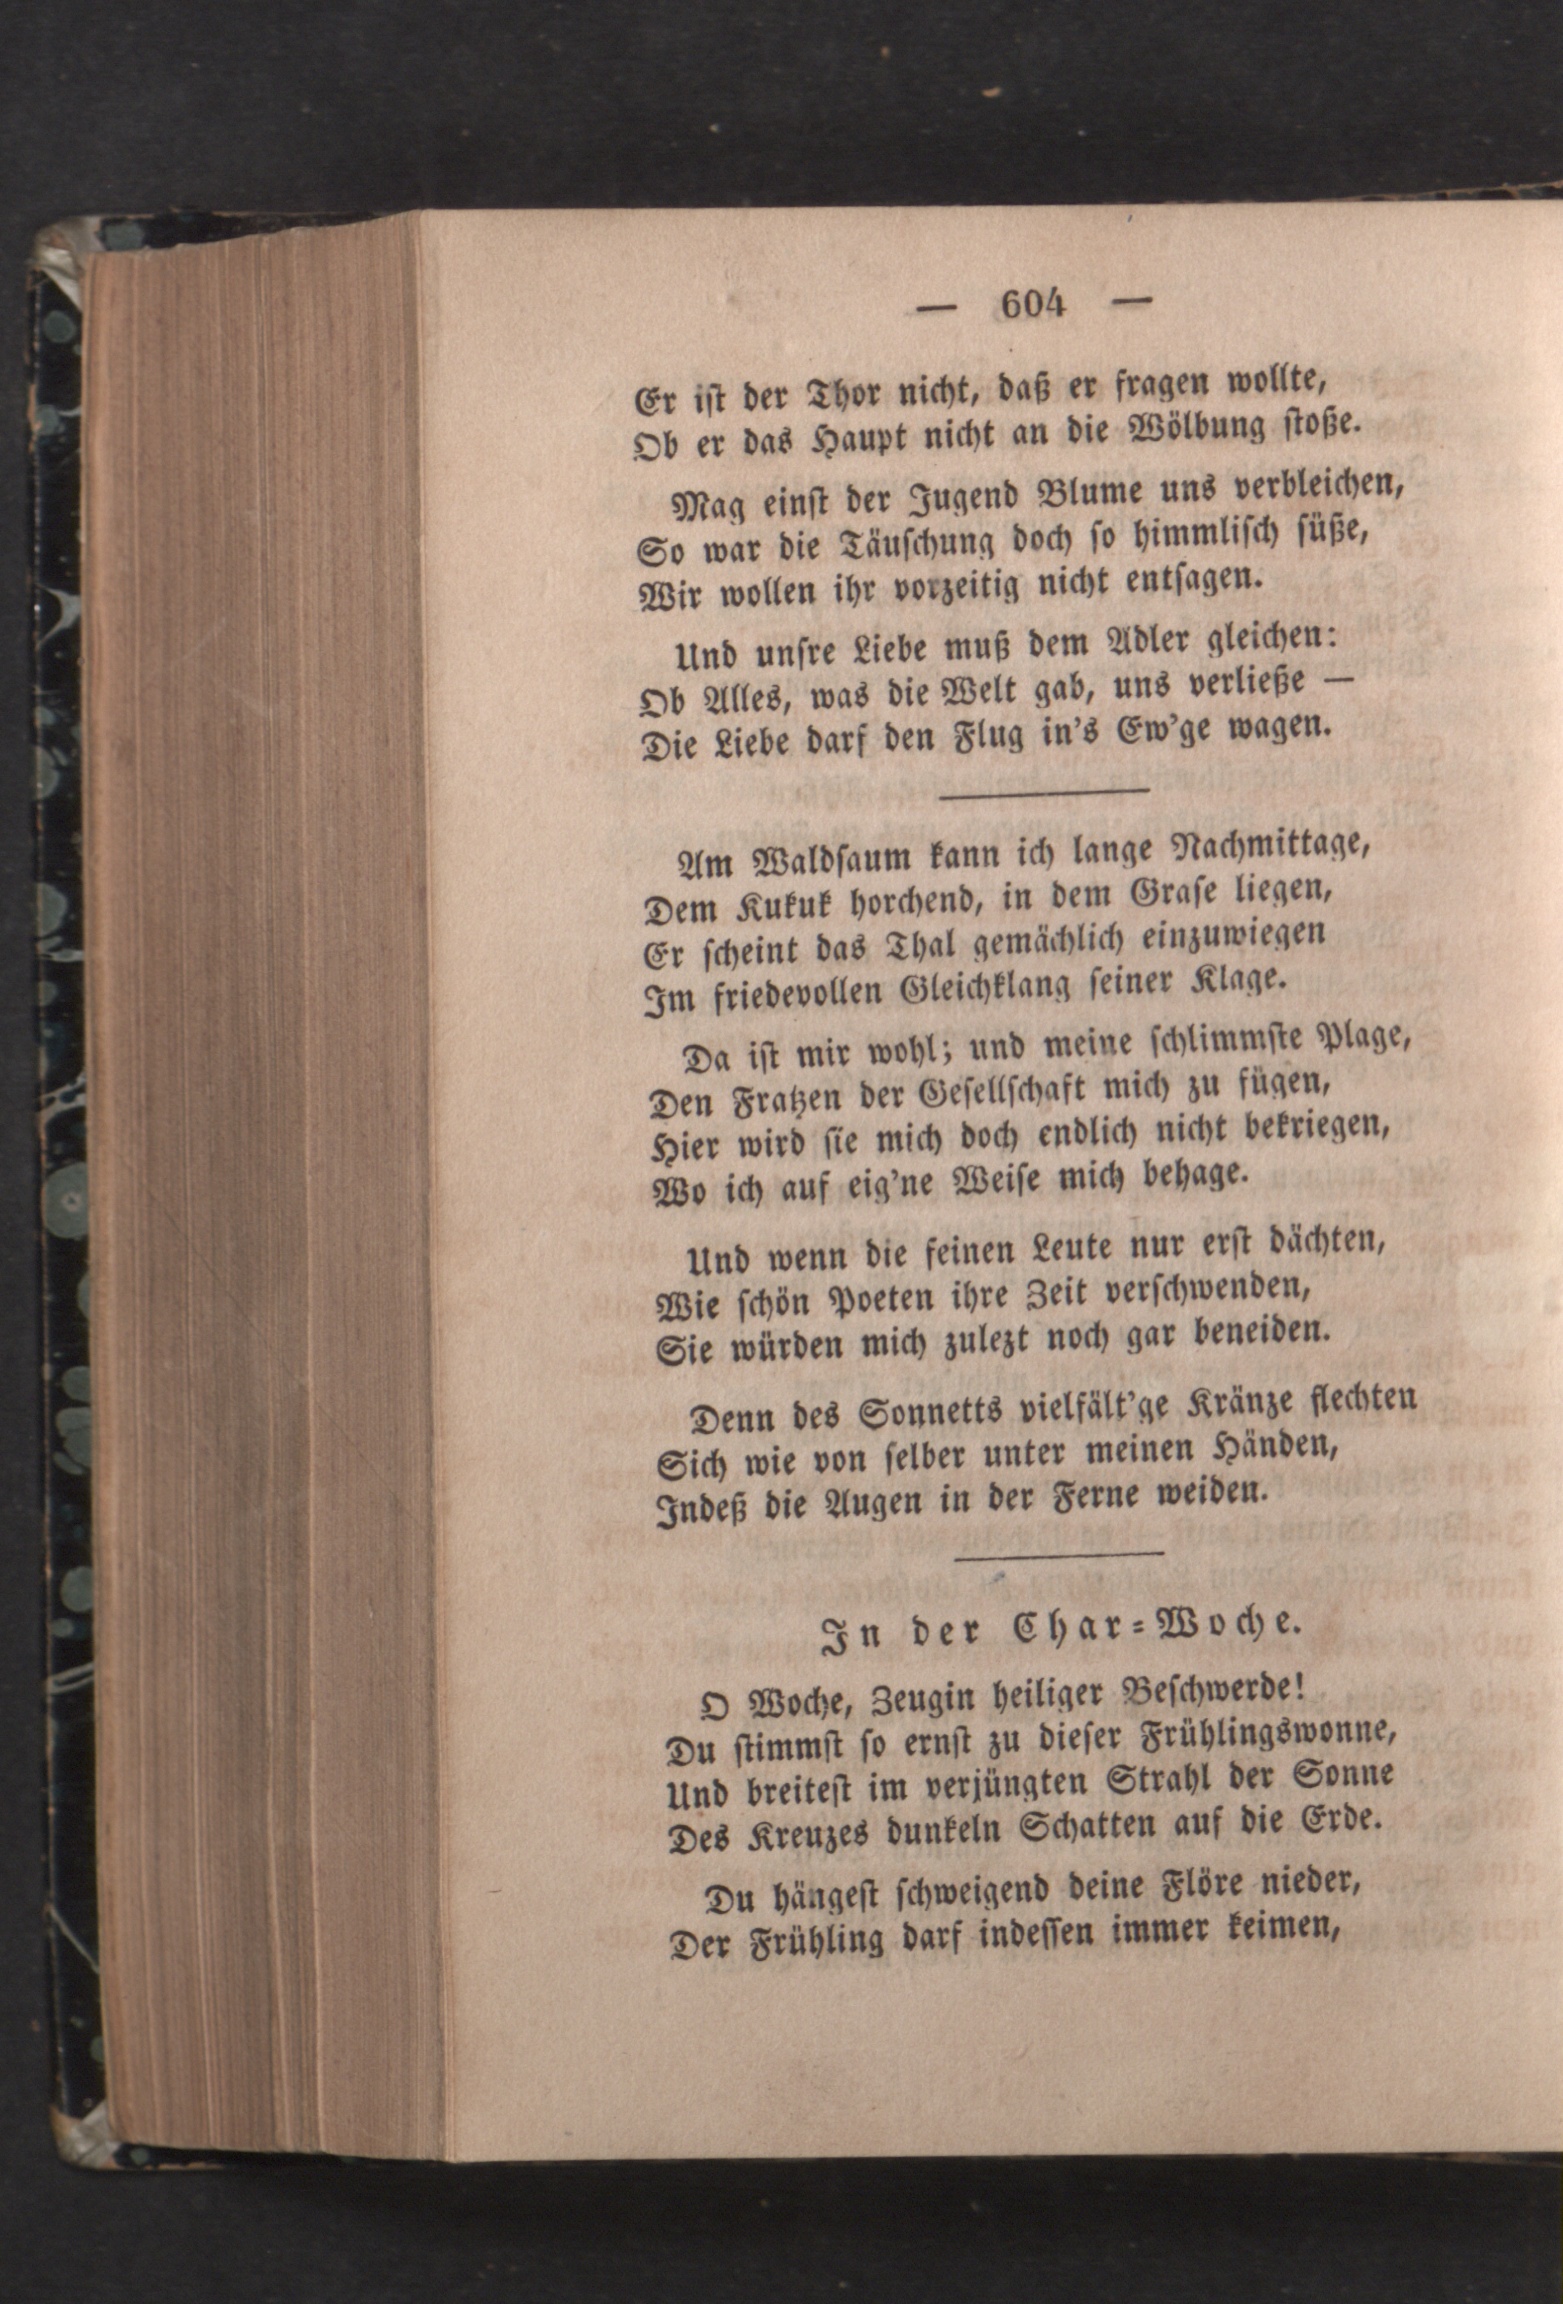 — 604 —
Er ist der Thor nicht, daß er fragen wollte,
Ob er das Haupt nicht an die Wölbung stoße.
Mag einst der Jugend Blume uns verbleichen,
So war die Täuschung doch so himmlisch süße,
Wir wollen ihr vorzeitig nicht entsagen.
Und unsre Liebe muß dem Adler gleichen:
Ob Alles, was die Welt gab, uns verließe —
Die Liebe darf den Flug in's Ew'ge wagen.
Am Waldsaum kann ich lange Nachmittage,
Dem Kukuk horchend, in dem Grase liegen,
Er scheint das Thal gemächlich einzuwiegen
Im friedevollen Gleichklang seiner Klage.
Da ist mir wohl; und meine schlimmste Plage,
Den Fratzen der Gesellschaft mich zu fügen,
Hier wird sie mich doch endlich nicht bekriegen,
Wo ich auf eig'ne Weise mich behage.
Und wenn die feinen Leute nur erst dächten,
Wie schön Poeten ihre Zeit verschwenden,
Sie würden mich zulezt noch gar beneiden.
Denn des Sonnetts vielfält'ge Kränze flechten
Sich wie von selber unter meinen Händen,
Indeß die Augen in der Ferne weiden.
In der Char-Woche.
O Woche, Zeugin heiliger Beschwerde!
Du stimmst so ernst zu dieser Frühlingswonne,
Und breitest im verjüngten Strahl der Sonne
Des Kreuzes dunkeln Schatten auf die Erde.
Du hängest schweigend deine Flöre nieder,
Der Frühling darf indessen immer keimen,